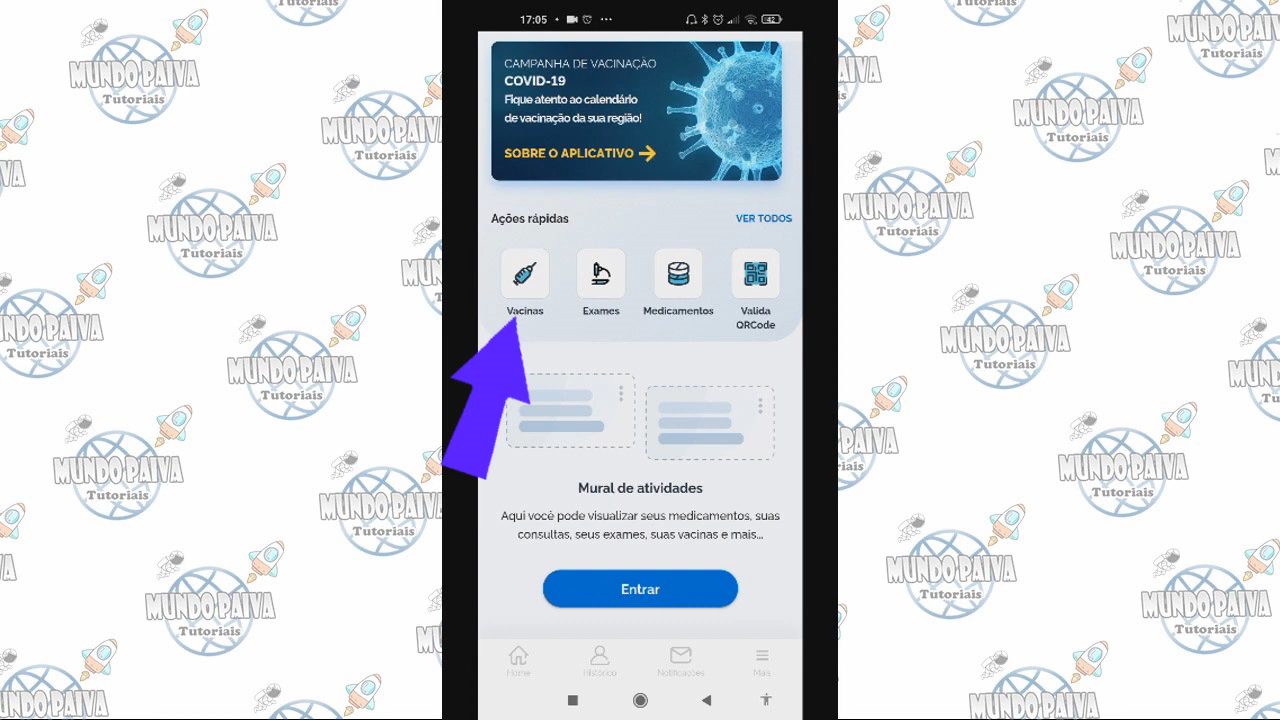 17:05
42
CAMPANHA DE VACINAÇÃO
COVID-19
Fique atento ao calendário
de vacinação da sua região!
SOBRE O APLICATIVO
Ações rápidas
VER TODOS
Vacinas
Exames
Medicamentos
Valida
QRCode
Mural de atividades
Aqui você pode visualizar seus medicamentos, suas
consultas, seus exames, suas vacinas e mais...
Entrar
Home
Histórico
Notificações
Mais
MUNDO PAIVA
Tutoriais